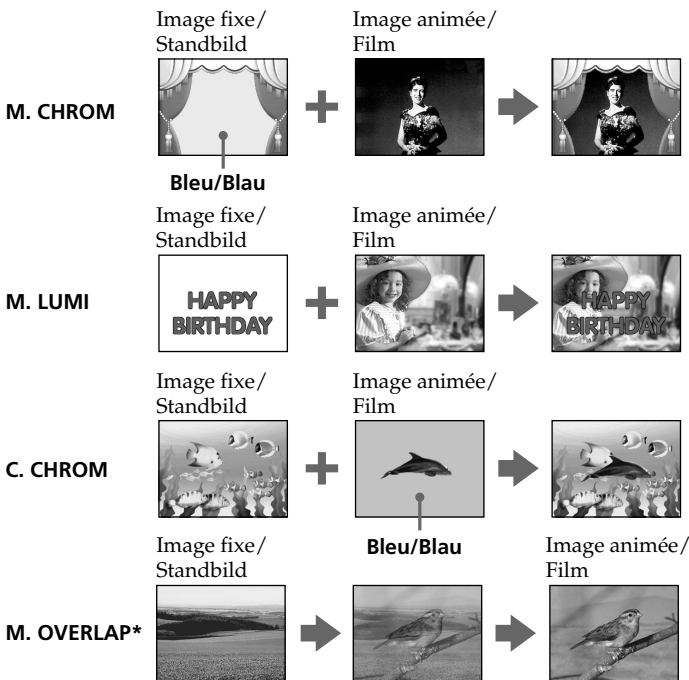 Image fixe/
Standbild
Image animée/
Film
M. CHROM
Bleu/Blau
Image fixe/
Standbild
Image animée/
Film
M. LUMI
HAPPY
BIRTHDAY
HAPPY
BIRTHDAY
Image fixe/
Standbild
Image animée/
Film
C. CHROM
Bleu/Blau
Image fixe/
Standbild
Image animée/
Film
M. OVERLAP*